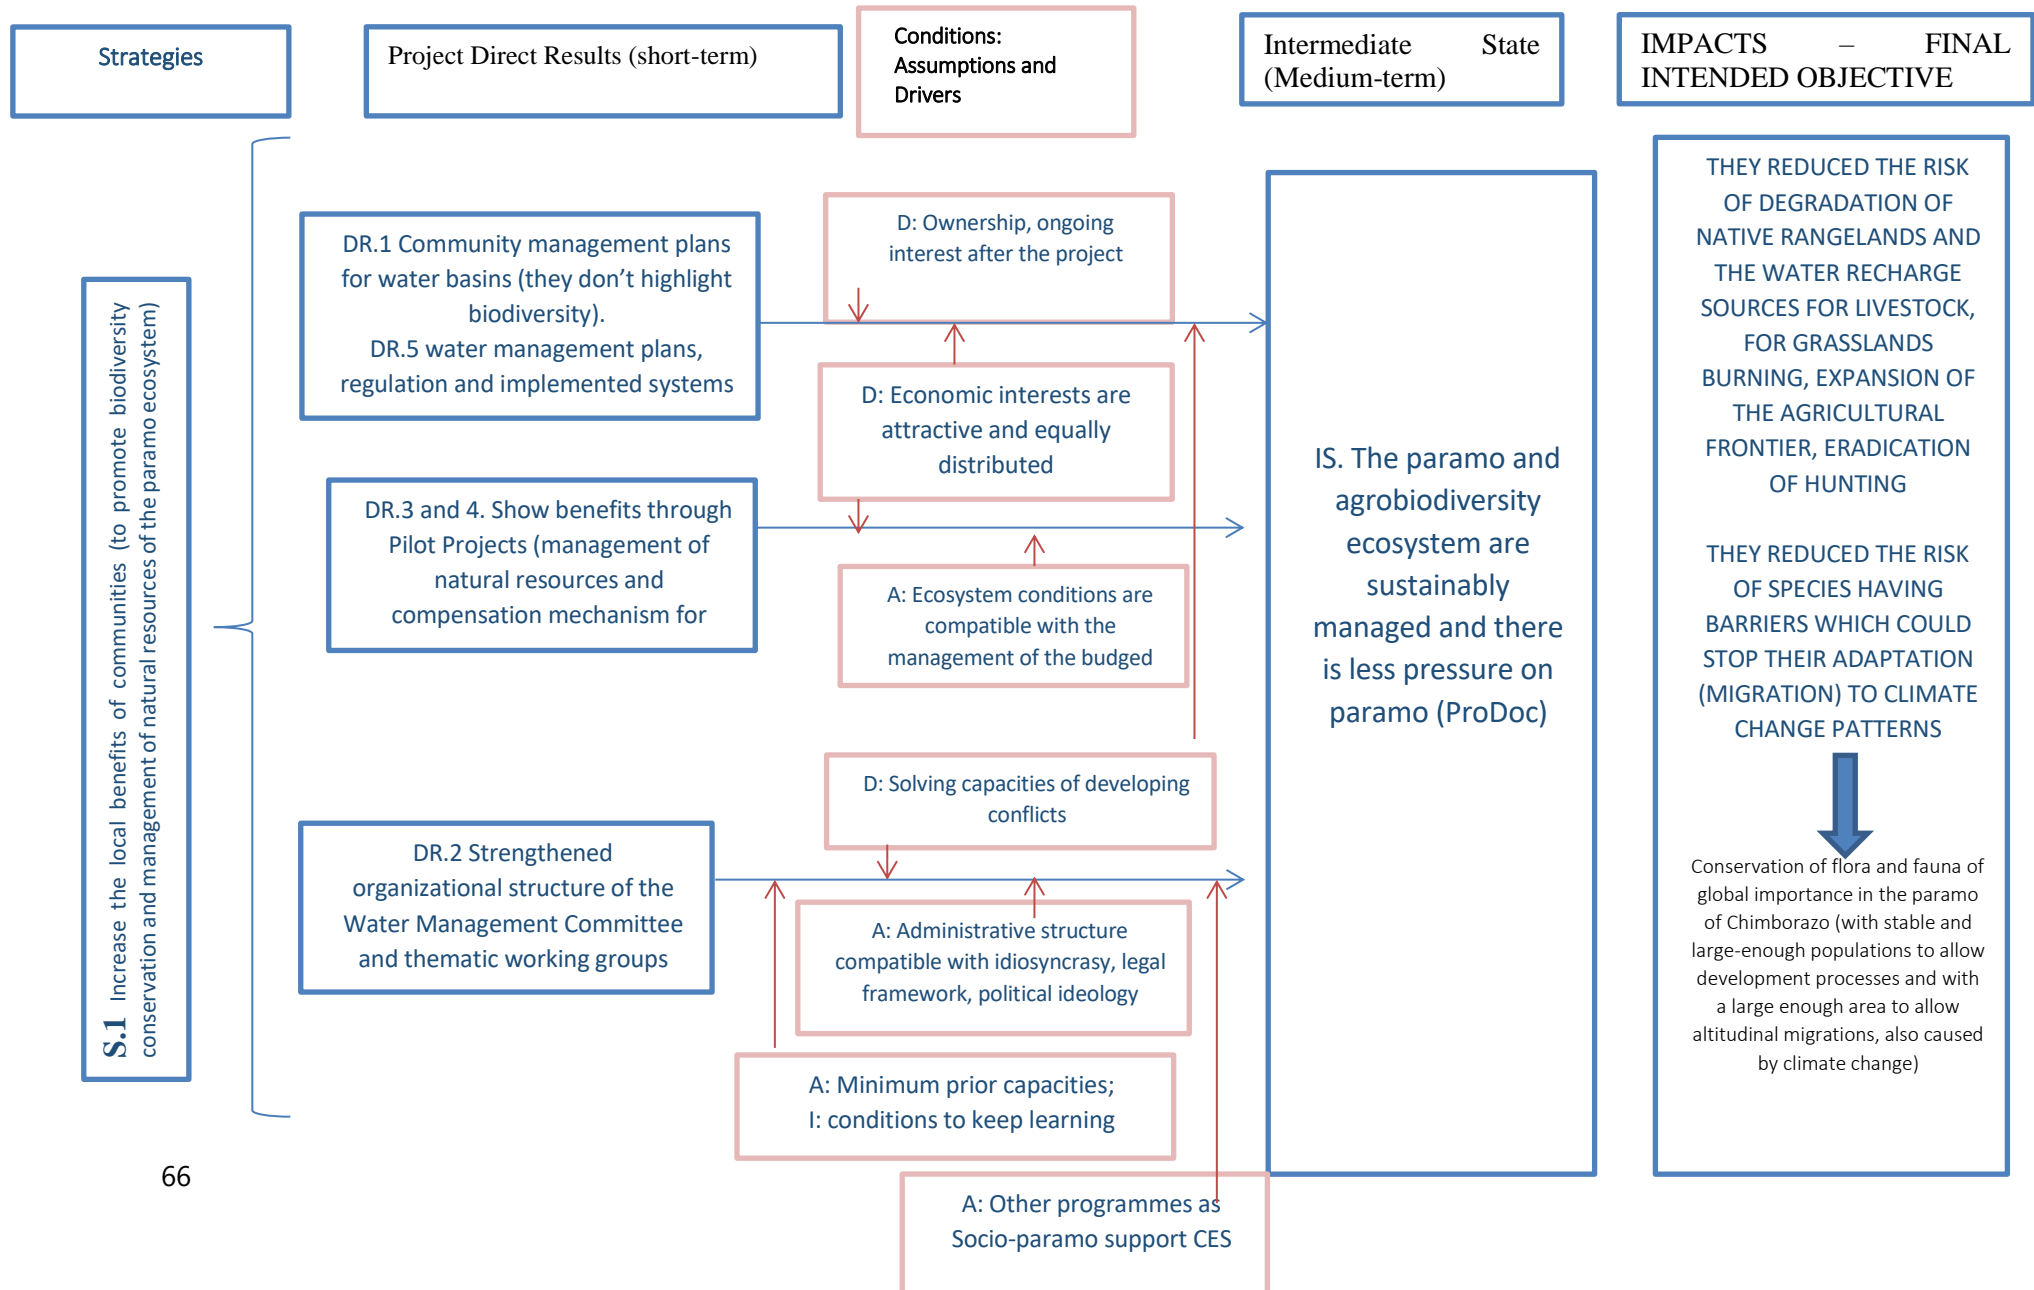 Strategies
Project Direct Results (short-term)
Conditions:
Assumptions and
Drivers
Intermediate State
(Medium-term)
IMPACTS – FINAL
INTENDED OBJECTIVE
S.1 Increase the local benefits of communities (to promote biodiversity
conservation and management of natural resources of the paramo ecosystem)
DR.1 Community management plans
for water basins (they don’t highlight
biodiversity).
DR.5 water management plans,
regulation and implemented systems
DR.3 and 4. Show benefits through
Pilot Projects (management of
natural resources and
compensation mechanism for
DR.2 Strengthened
organizational structure of the
Water Management Committee
and thematic working groups
D: Ownership, ongoing
interest after the project
D: Economic interests are
attractive and equally
distributed
A: Ecosystem conditions are
compatible with the
management of the budged
D: Solving capacities of developing
conflicts
A: Administrative structure
compatible with idiosyncrasy, legal
framework, political ideology
A: Minimum prior capacities;
I: conditions to keep learning
A: Other programmes as
Socio-paramo support CES
IS. The paramo and
agrobiodiversity
ecosystem are
sustainably
managed and there
is less pressure on
paramo (ProDoc)
THEY REDUCED THE RISK
OF DEGRADATION OF
NATIVE RANGELANDS AND
THE WATER RECHARGE
SOURCES FOR LIVESTOCK,
FOR GRASSLANDS
BURNING, EXPANSION OF
THE AGRICULTURAL
FRONTIER, ERADICATION
OF HUNTING
THEY REDUCED THE RISK
OF SPECIES HAVING
BARRIERS WHICH COULD
STOP THEIR ADAPTATION
(MIGRATION) TO CLIMATE
CHANGE PATTERNS
Conservation of flora and fauna of
global importance in the paramo
of Chimborazo (with stable and
large-enough populations to allow
development processes and with
a large enough area to allow
altitudinal migrations, also caused
by climate change)
66